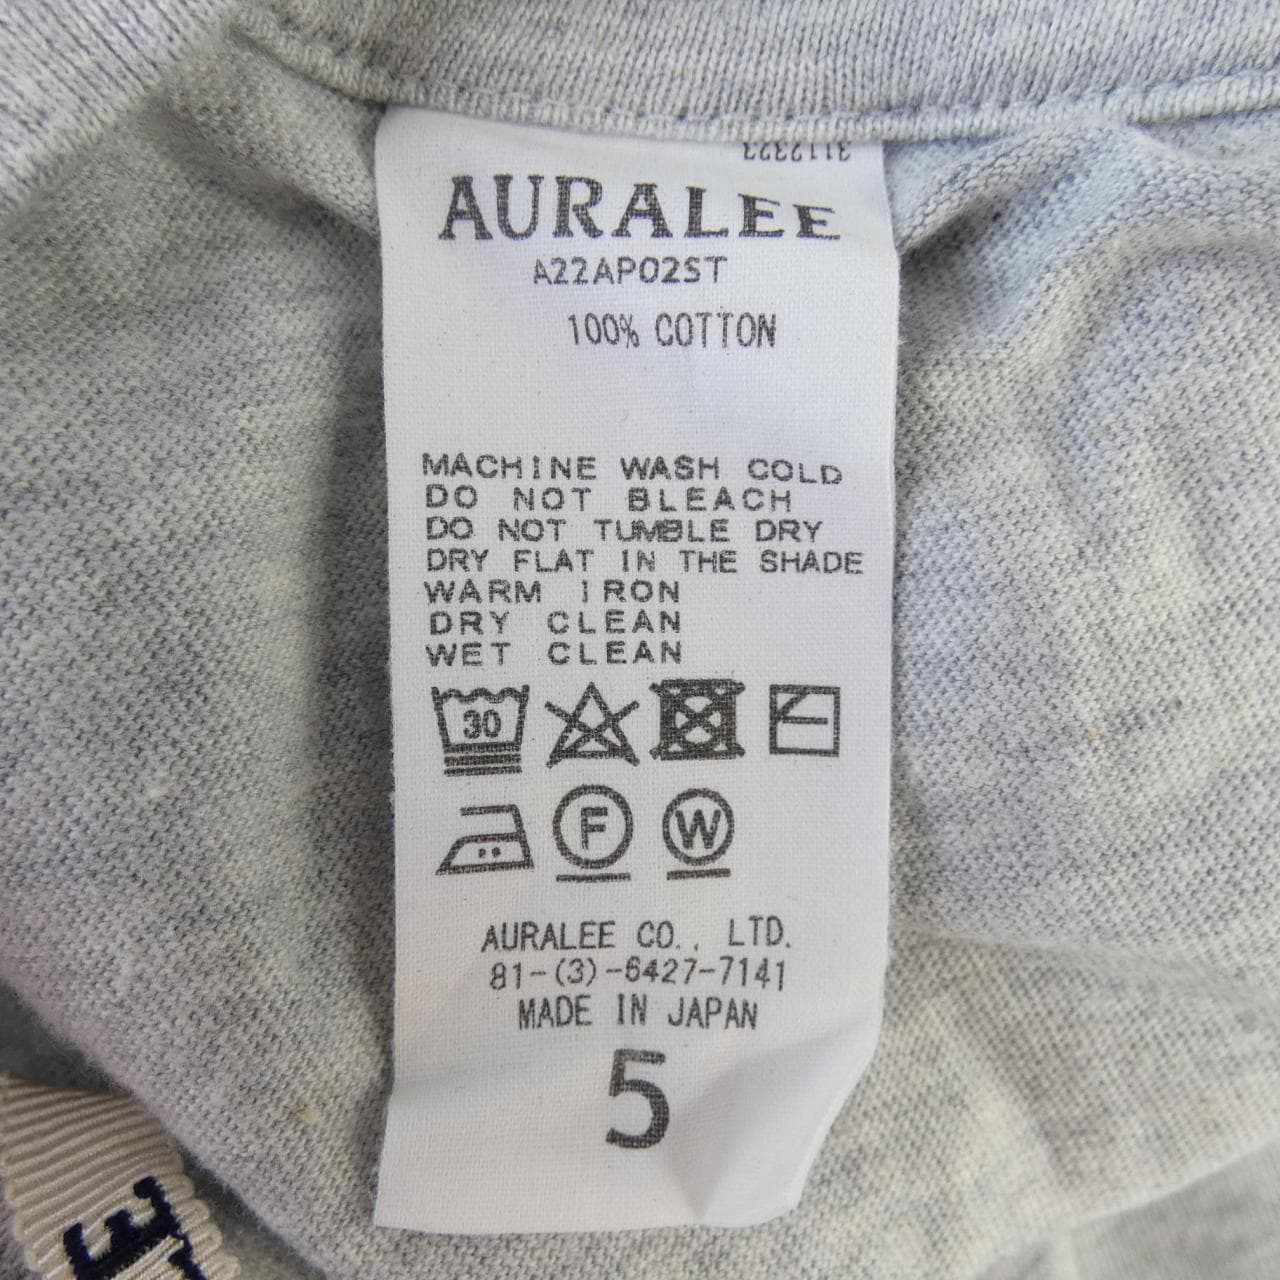 3112323
AURALEE
A22AP02ST
100% COTTON
MACHINE WASH COLD
DO NOT BLEACH
DO NOT TUMBLE DRY
DRY FLAT IN THE SHADE
WARM IRON
DRY CLEAN
WET CLEAN
30
F W
AURALEE CO., LTD.
81-(3)-6427-7141
MADE IN JAPAN
5